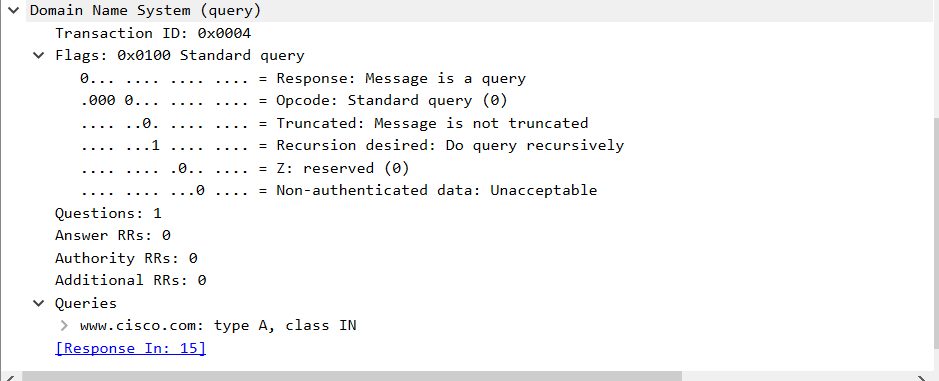 Domain Name System (query)
Transaction ID: 0x0004
Flags: 0x0100 Standard query
0... .... .... .... = Response: Message is a query
.000 0... .... .... = Opcode: Standard query (0)
.... ..0. .... .... = Truncated: Message is not truncated
.... ...1 .... .... = Recursion desired: Do query recursively
.... .... .0.. .... = Z: reserved (0)
.... .... ...0 .... = Non-authenticated data: Unacceptable
Questions: 1
Answer RRs: 0
Authority RRs: 0
Additional RRs: 0
Queries
www.cisco.com: type A, class IN
[Response In: 15]